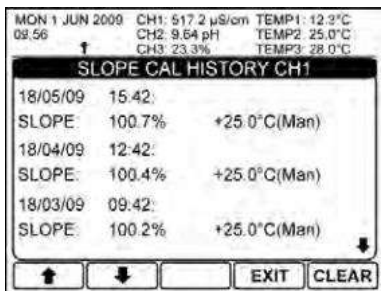 MON 1 JUN 2009 CH1: 517.2 µS/cm TEMP1: 12.3°C
09:56 CH2: 9.64 pH TEMP2: 25.0°C
CH3: 23.3% TEMP3: 28.0°C
SLOPE CAL HISTORY CH1
18/05/09 15:42:
SLOPE: 100.7% +25.0°C(Man)
18/04/09 12:42:
SLOPE: 100.4% +25.0°C(Man)
18/03/09 09:42:
SLOPE: 100.2% +25.0°C(Man)
EXIT CLEAR